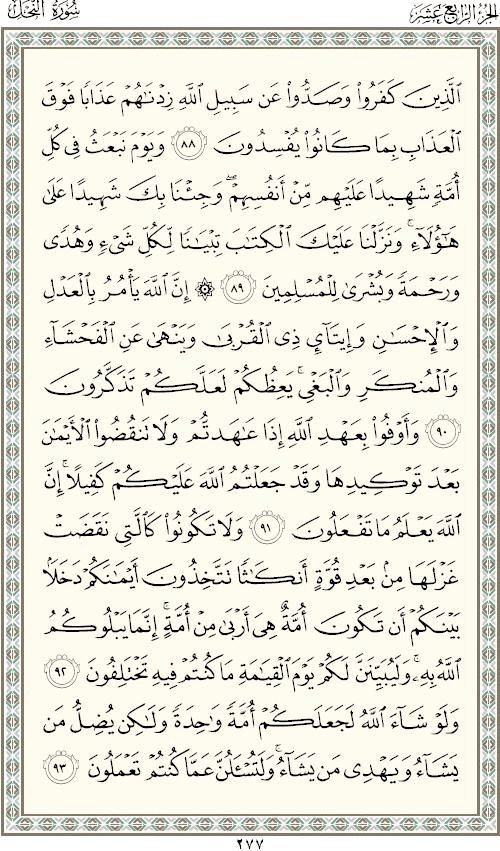 الجزء الرابع عشر
سورة النحل
ٱلَّذِينَ كَفَرُوا۟ وَصَدُّوا۟ عَن سَبِيلِ ٱللَّهِ زِدْنَٰهُمْ عَذَابًا فَوْقَ
ٱلْعَذَابِ بِمَا كَانُوا۟ يُفْسِدُونَ ٨٨ وَيَوْمَ نَبْعَثُ فِى كُلِّ
أُمَّةٍ شَهِيدًا عَلَيْهِم مِّنْ أَنفُسِهِمْ ۖ وَجِئْنَا بِكَ شَهِيدًا عَلَىٰ
هَٰٓؤُلَآءِ ۚ وَنَزَّلْنَا عَلَيْكَ ٱلْكِتَٰبَ تِبْيَٰنًا لِّكُلِّ شَىْءٍ وَهُدًى
وَرَحْمَةً وَبُشْرَىٰ لِلْمُسْلِمِينَ ٨٩ ۞ إِنَّ ٱللَّهَ يَأْمُرُ بِٱلْعَدْلِ
وَٱلْإِحْسَٰنِ وَإِيتَآئِ ذِى ٱلْقُرْبَىٰ وَيَنْهَىٰ عَنِ ٱلْفَحْشَآءِ
وَٱلْمُنكَرِ وَٱلْبَغْىِ ۚ يَعِظُكُمْ لَعَلَّكُمْ تَذَكَّرُونَ
٩٠ وَأَوْفُوا۟ بِعَهْدِ ٱللَّهِ إِذَا عَٰهَدتُّمْ وَلَا تَنقُضُوا۟ ٱلْأَيْمَٰنَ
بَعْدَ تَوْكِيدِهَا وَقَدْ جَعَلْتُمُ ٱللَّهَ عَلَيْكُمْ كَفِيلًا ۚ إِنَّ
ٱللَّهَ يَعْلَمُ مَا تَفْعَلُونَ ٩١ وَلَا تَكُونُوا۟ كَٱلَّتِى نَقَضَتْ
غَزْلَهَا مِنۢ بَعْدِ قُوَّةٍ أَنكَٰثًا تَتَّخِذُونَ أَيْمَٰنَكُمْ دَخَلًۢا
بَيْنَكُمْ أَن تَكُونَ أُمَّةٌ هِىَ أَرْبَىٰ مِنْ أُمَّةٍ ۚ إِنَّمَا يَبْلُوكُمُ
ٱللَّهُ بِهِۦ ۚ وَلَيُبَيِّنَنَّ لَكُمْ يَوْمَ ٱلْقِيَٰمَةِ مَا كُنتُمْ فِيهِ تَخْتَلِفُونَ ٩٢
وَلَوْ شَآءَ ٱللَّهُ لَجَعَلَكُمْ أُمَّةً وَٰحِدَةً وَلَٰكِن يُضِلُّ مَن
يَشَآءُ وَيَهْدِى مَن يَشَآءُ ۚ وَلَتُسْـَٔلُنَّ عَمَّا كُنتُمْ تَعْمَلُونَ ٩٣
٢٧٧